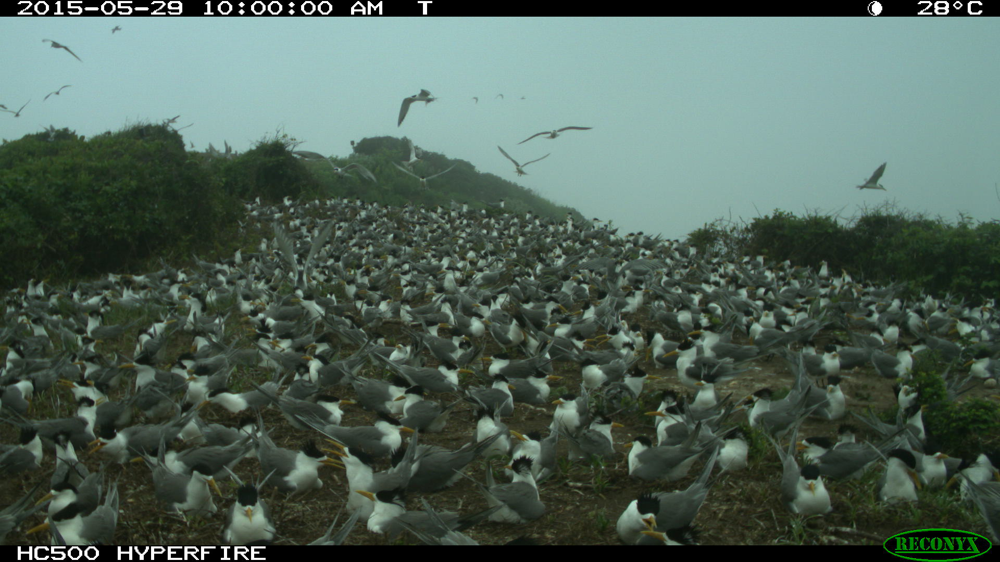 2015-05-29 10:00:00 AM T 28°C
HC500 HYPERFIRE
RECONYX